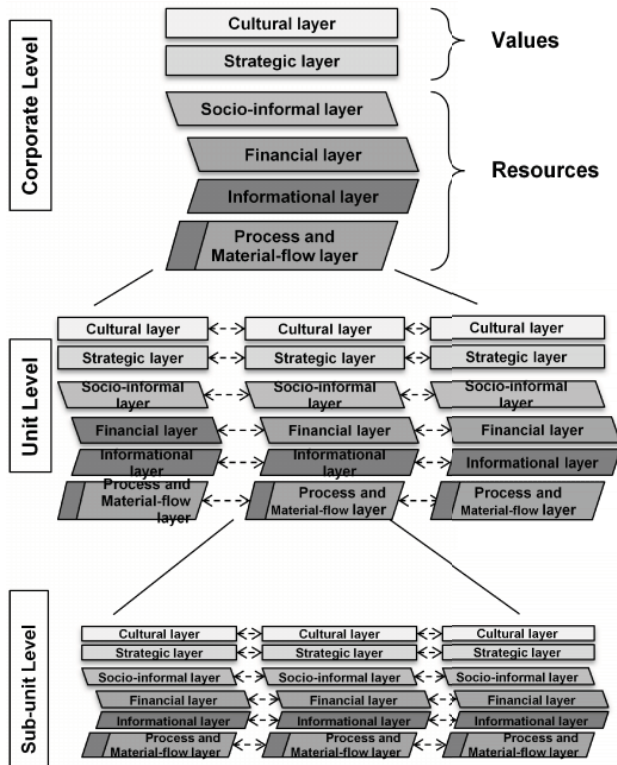 Corporate Level
Cultural layer
Values
Strategic layer
Socio-informal layer
Financial layer
Resources
Informational layer
Process and
Material-flow layer
Unit Level
Cultural layer Cultural layer Cultural layer
Strategic layer Strategic layer Strategic layer
Socio-informal Socio-informal Socio-informal
layer layer layer
Financial layer Financial layer Financial layer
Informational layer Informational layer Informational layer
Process and Process and Process and
Material-flow Material-flow layer Material-flow layer
layer
Sub-unit Level
Cultural layer Cultural layer Cultural layer
Strategic layer Strategic layer Strategic layer
Socio-informal layer Socio-informal layer Socio-informal layer
Financial layer Financial layer Financial layer
Informational layer Informational layer Informational layer
Process and Process and Process and
Material-flow layer Material-flow layer Material-flow layer